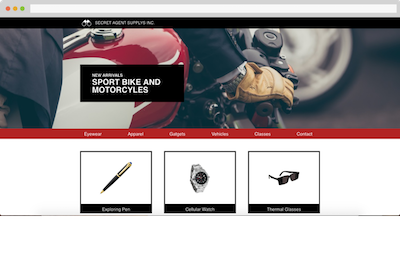 SECRET AGENT SUPPLYS INC.
NEW ARRIVALS
SPORT BIKE AND
MOTORCYLES
Eyewear Apparel Gatgets Vehicles Classes Contact
Exploring Pen Cellular Watch Thermal Glasses